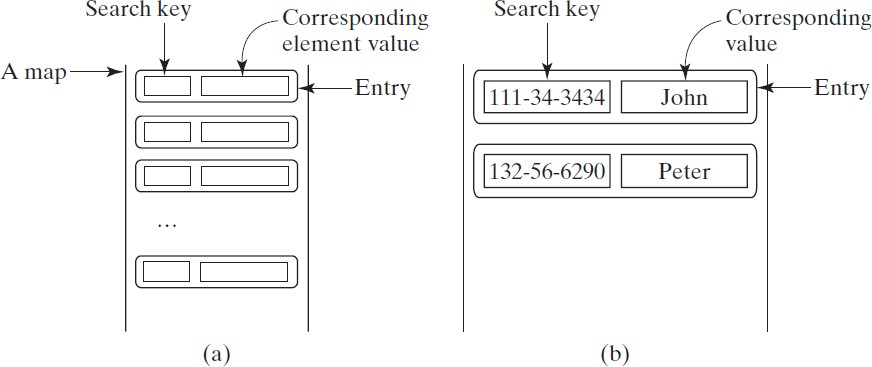 Search key
Corresponding
element value
A map
Entry
...
(a)
Search key
Corresponding
value
111-34-3434
John
Entry
132-56-6290
Peter
(b)